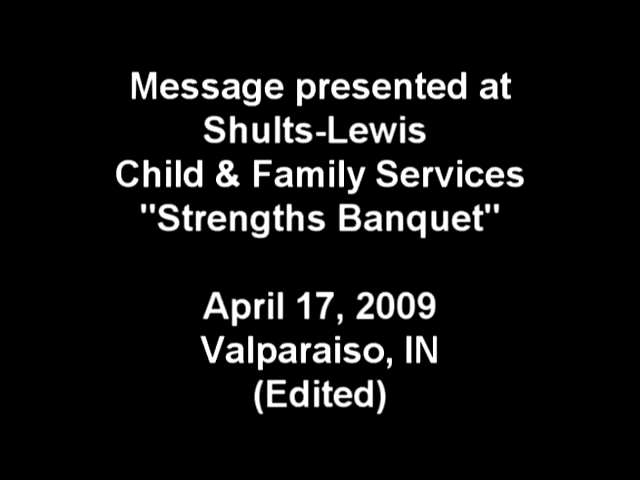 Message presented at
Shults-Lewis
Child & Family Services
"Strengths Banquet"
April 17, 2009
Valparaiso, IN
(Edited)